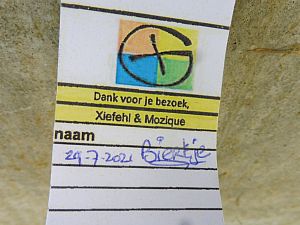 Dank voor je bezoek,
Xiefehl & Mozique
naam
29-7-2021 Biertje